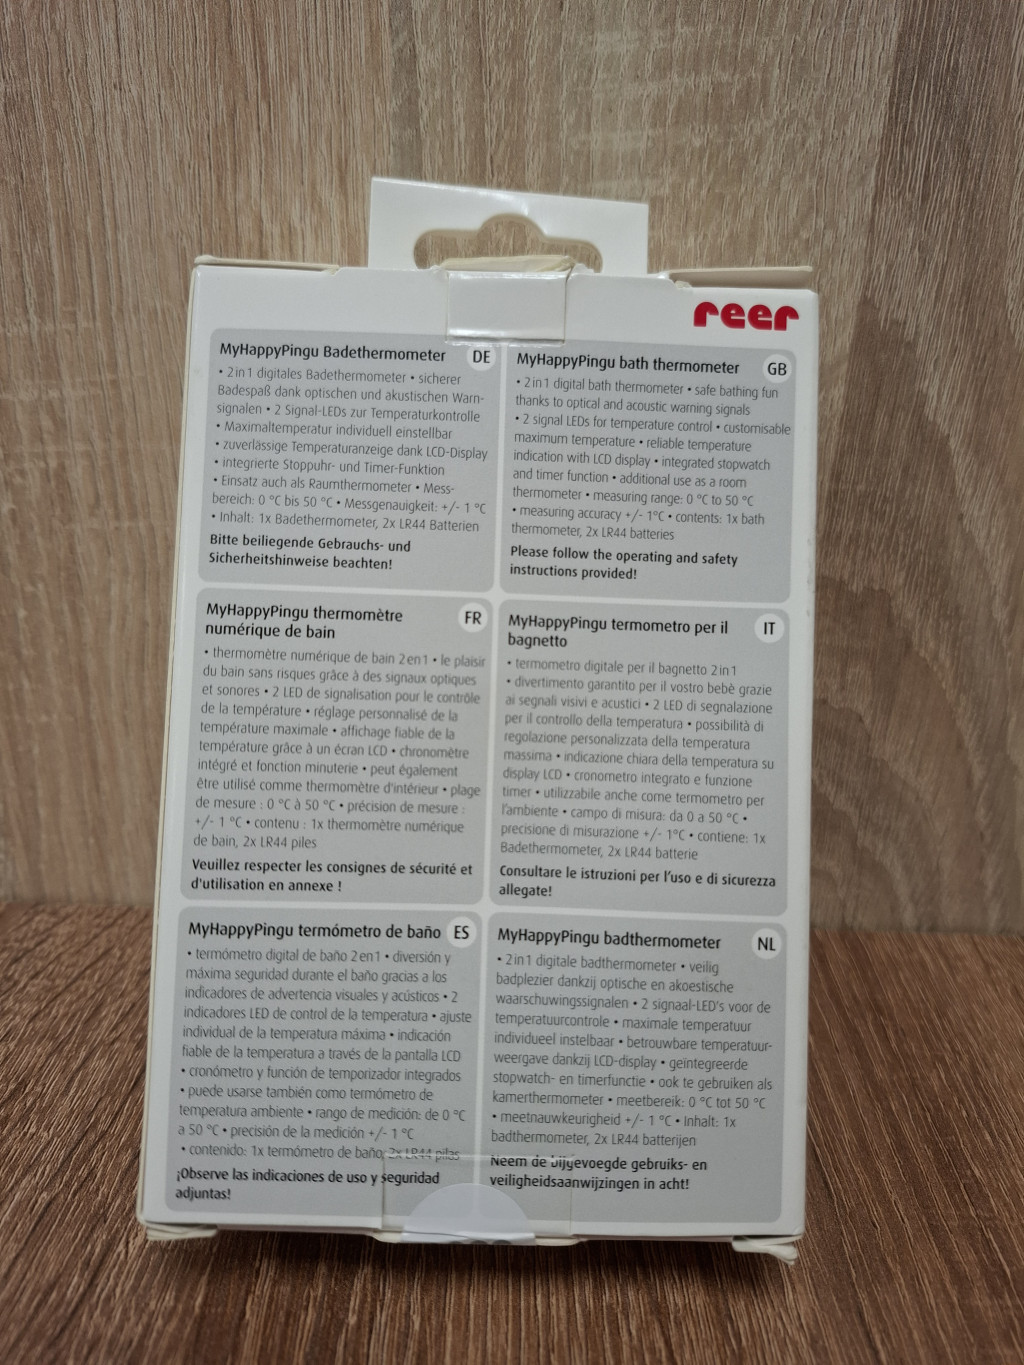 reer
MyHappyPingu Badethermometer DE
• 2in1 digitales Badethermometer • sicherer
Badespaß dank optischen und akustischen Warn-
signalen • 2 Signal-LEDs zur Temperaturkontrolle
• Maximaltemperatur individuell einstellbar
• zuverlässige Temperaturanzeige dank LCD-Display
• integrierte Stoppuhr- und Timer-Funktion
• Einsatz auch als Raumthermometer • Mess-
bereich: 0 °C bis 50 °C • Messgenauigkeit: +/- 1 °C
• Inhalt: 1x Badethermometer, 2x LR44 Batterien
Bitte beiliegende Gebrauchs- und
Sicherheitshinweise beachten!
MyHappyPingu bath thermometer GB
• 2in1 digital bath thermometer • safe bathing fun
thanks to optical and acoustic warning signals
• 2 signal LEDs for temperature control • customisable
maximum temperature • reliable temperature
indication with LCD display • integrated stopwatch
and timer function • additional use as a room
thermometer • measuring range: 0 °C to 50 °C
• measuring accuracy +/- 1°C • contents: 1x bath
thermometer, 2x LR44 batteries
Please follow the operating and safety
instructions provided!
MyHappyPingu thermomètre FR
numérique de bain
• thermomètre numérique de bain 2en1 • le plaisir
du bain sans risques grâce à des signaux optiques
et sonores • 2 LED de signalisation pour le contrôle
de la température • réglage personnalisé de la
température maximale • affichage fiable de la
température grâce à un écran LCD • chronomètre
intégré et fonction minuterie • peut également
être utilisé comme thermomètre d'intérieur • plage
de mesure : 0 °C à 50 °C • précision de mesure :
+/- 1 °C • contenu : 1x thermomètre numérique
de bain, 2x LR44 piles
Veuillez respecter les consignes de sécurité et
d'utilisation en annexe !
MyHappyPingu termometro per il IT
bagnetto
• termometro digitale per il bagnetto 2in1
• divertimento garantito per il vostro bebè grazie
ai segnali visivi e acustici • 2 LED di segnalazione
per il controllo della temperatura • possibilità di
regolazione personalizzata della temperatura
massima • indicazione chiara della temperatura su
display LCD • cronometro integrato e funzione
timer • utilizzabile anche come termometro per
l'ambiente • campo di misura: da 0 a 50 °C •
precisione di misurazione +/- 1°C • contiene: 1x
Badethermometer, 2x LR44 batterie
Consultare le istruzioni per l'uso e di sicurezza
allegate!
MyHappyPingu termómetro de baño ES
• termómetro digital de baño 2en1 • diversión y
máxima seguridad durante el baño gracias a los
indicadores de advertencia visuales y acústicos • 2
indicadores LED de control de la temperatura • ajuste
individual de la temperatura máxima • indicación
fiable de la temperatura a través de la pantalla LCD
• cronómetro y función de temporizador integrados
• puede usarse también como termómetro de
temperatura ambiente • rango de medición: de 0 °C
a 50 °C • precisión de la medición +/- 1 °C
• contenido: 1x termómetro de baño, 2x LR44 pilas
¡Observe las indicaciones de uso y seguridad
adjuntas!
MyHappyPingu badthermometer NL
• 2in1 digitale badthermometer • veilig
badplezier dankzij optische en akoestische
waarschuwingssignalen • 2 signaal-LED's voor de
temperatuurcontrole • maximale temperatuur
individueel instelbaar • betrouwbare temperatuur-
weergave dankzij LCD-display • geïntegreerde
stopwatch- en timerfunctie • ook te gebruiken als
kamerthermometer • meetbereik: 0 °C tot 50 °C
• meetnauwkeurigheid +/- 1 °C • Inhalt: 1x
badthermometer, 2x LR44 batterijen
Neem de bijgevoegde gebruiks- en
veiligheidsaanwijzingen in acht!